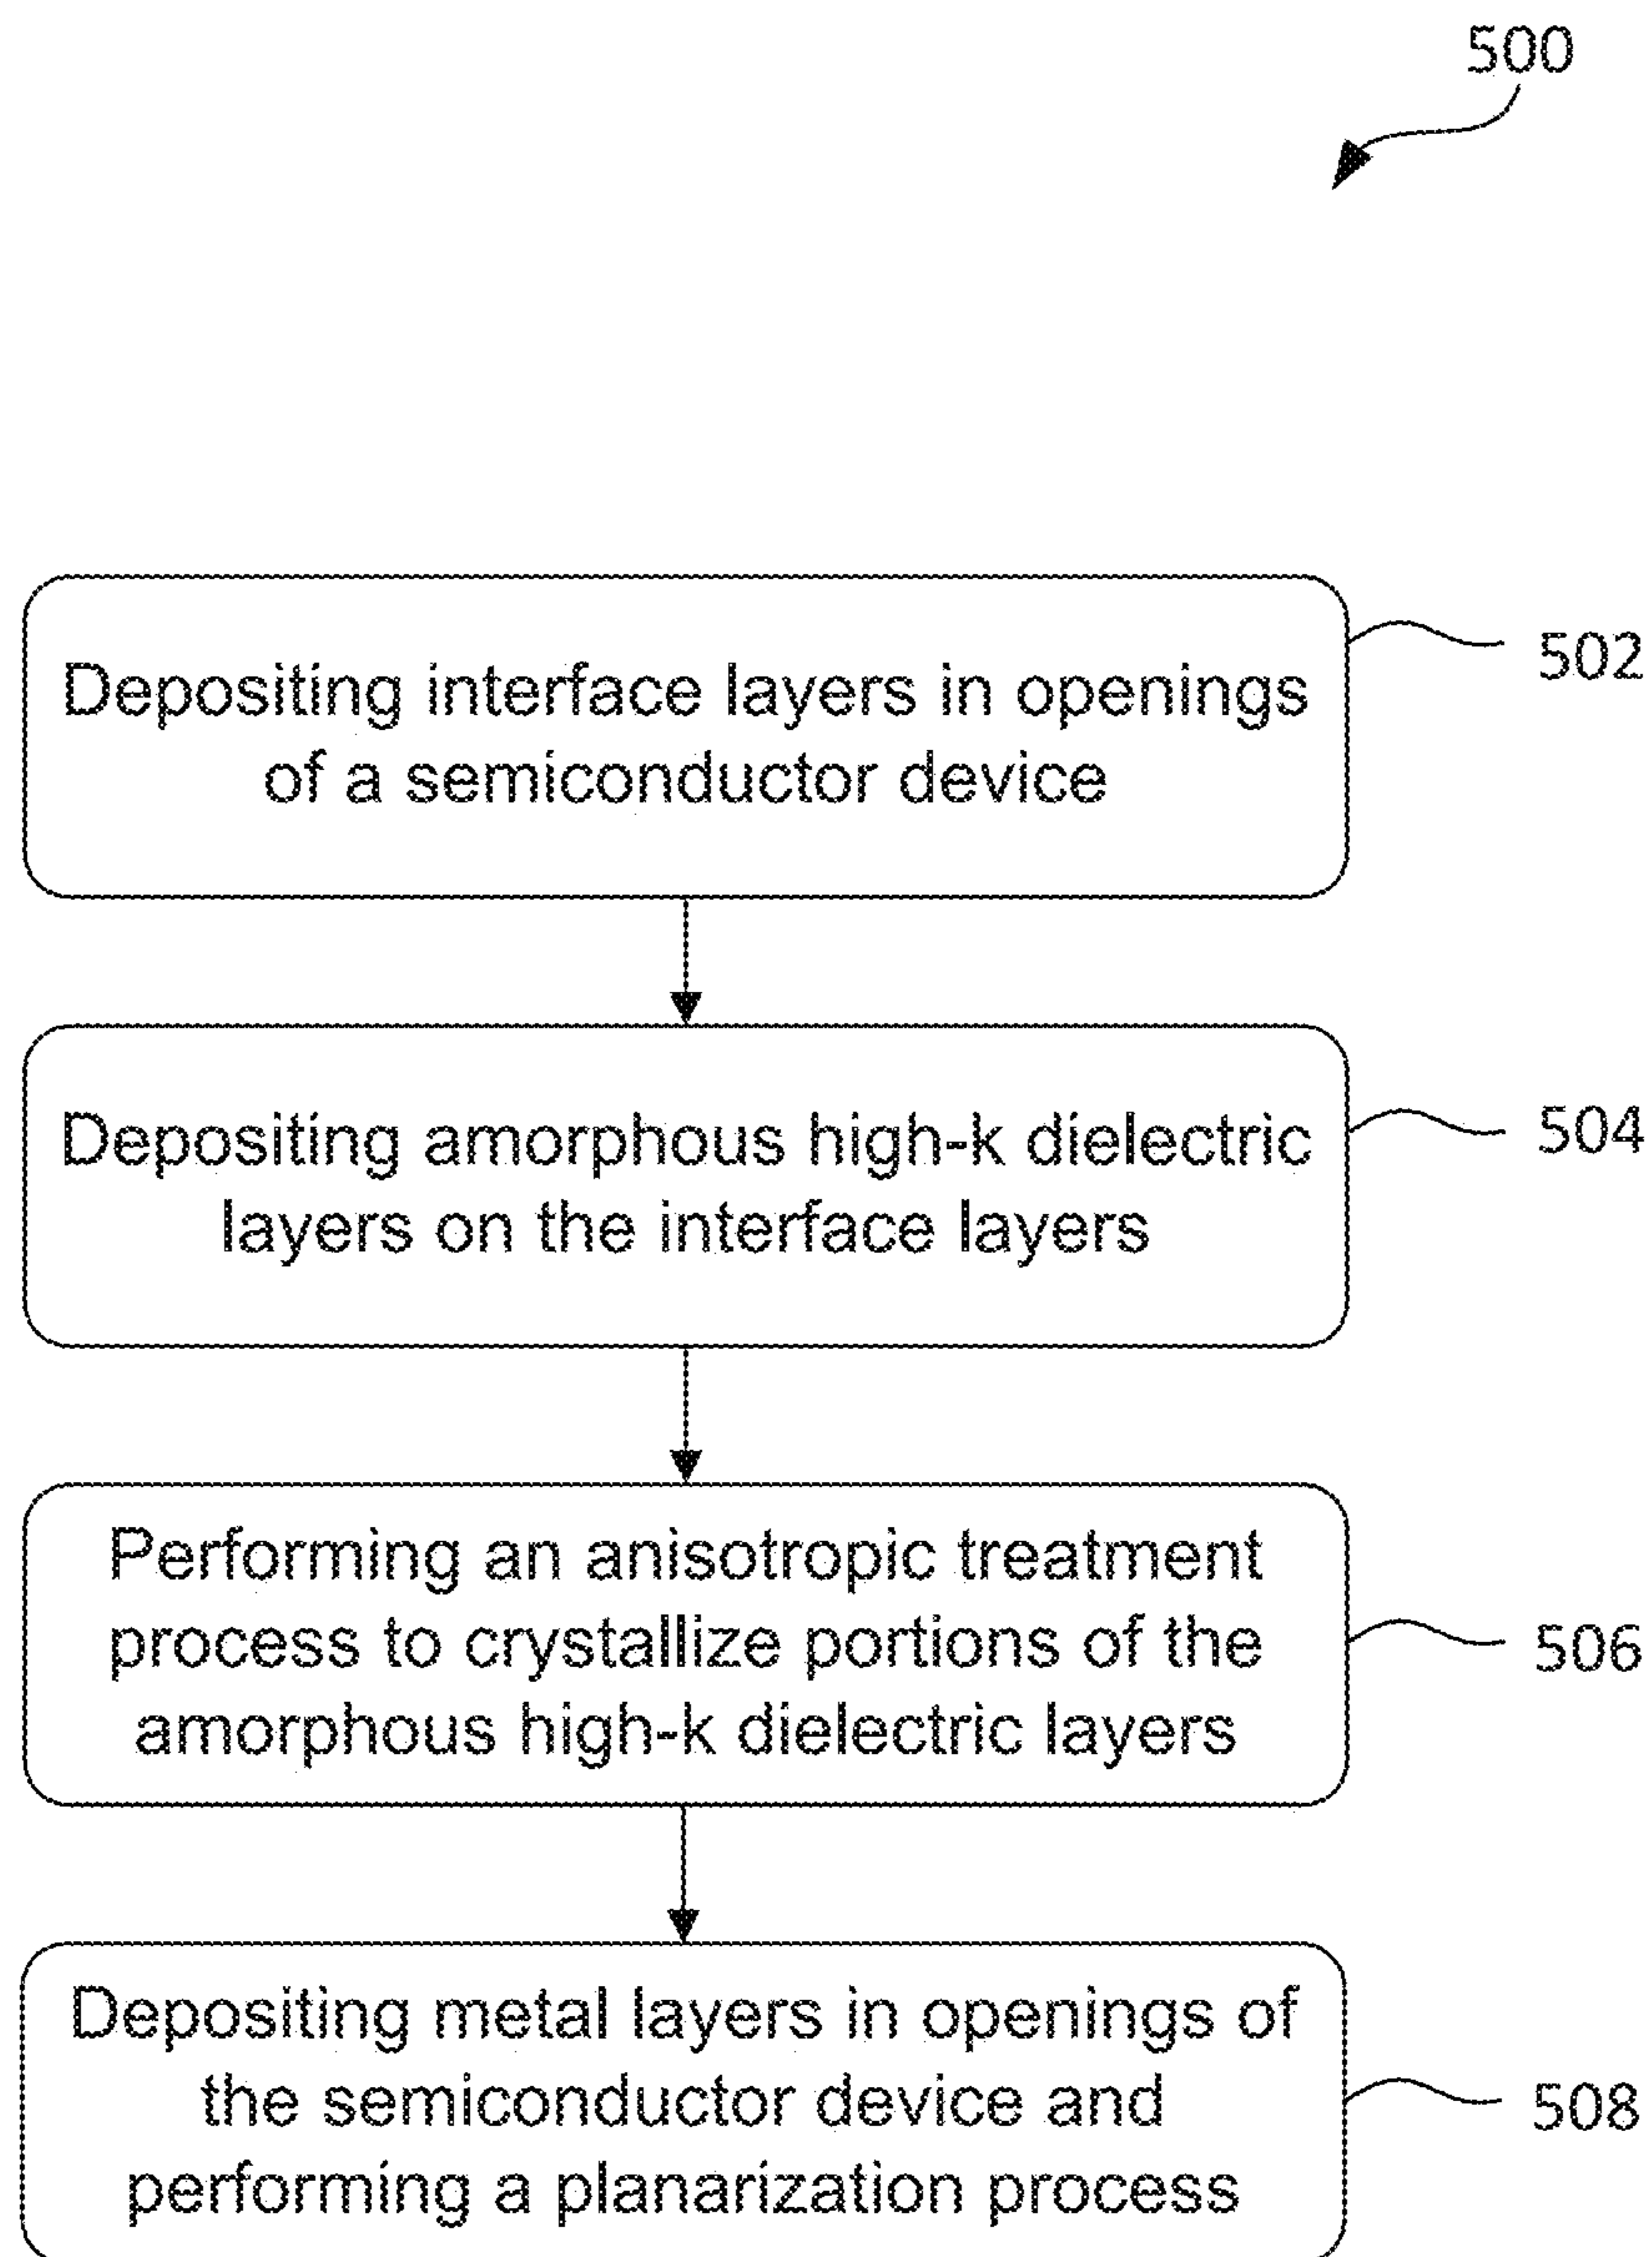 500
Depositing interface layers in openings
of a semiconductor device
502
Depositing amorphous high-k dielectric
layers on the interface layers
504
Performing an anisotropic treatment
process to crystallize portions of the
amorphous high-k dielectric layers
506
Depositing metal layers in openings of
the semiconductor device and
performing a planarization process
508